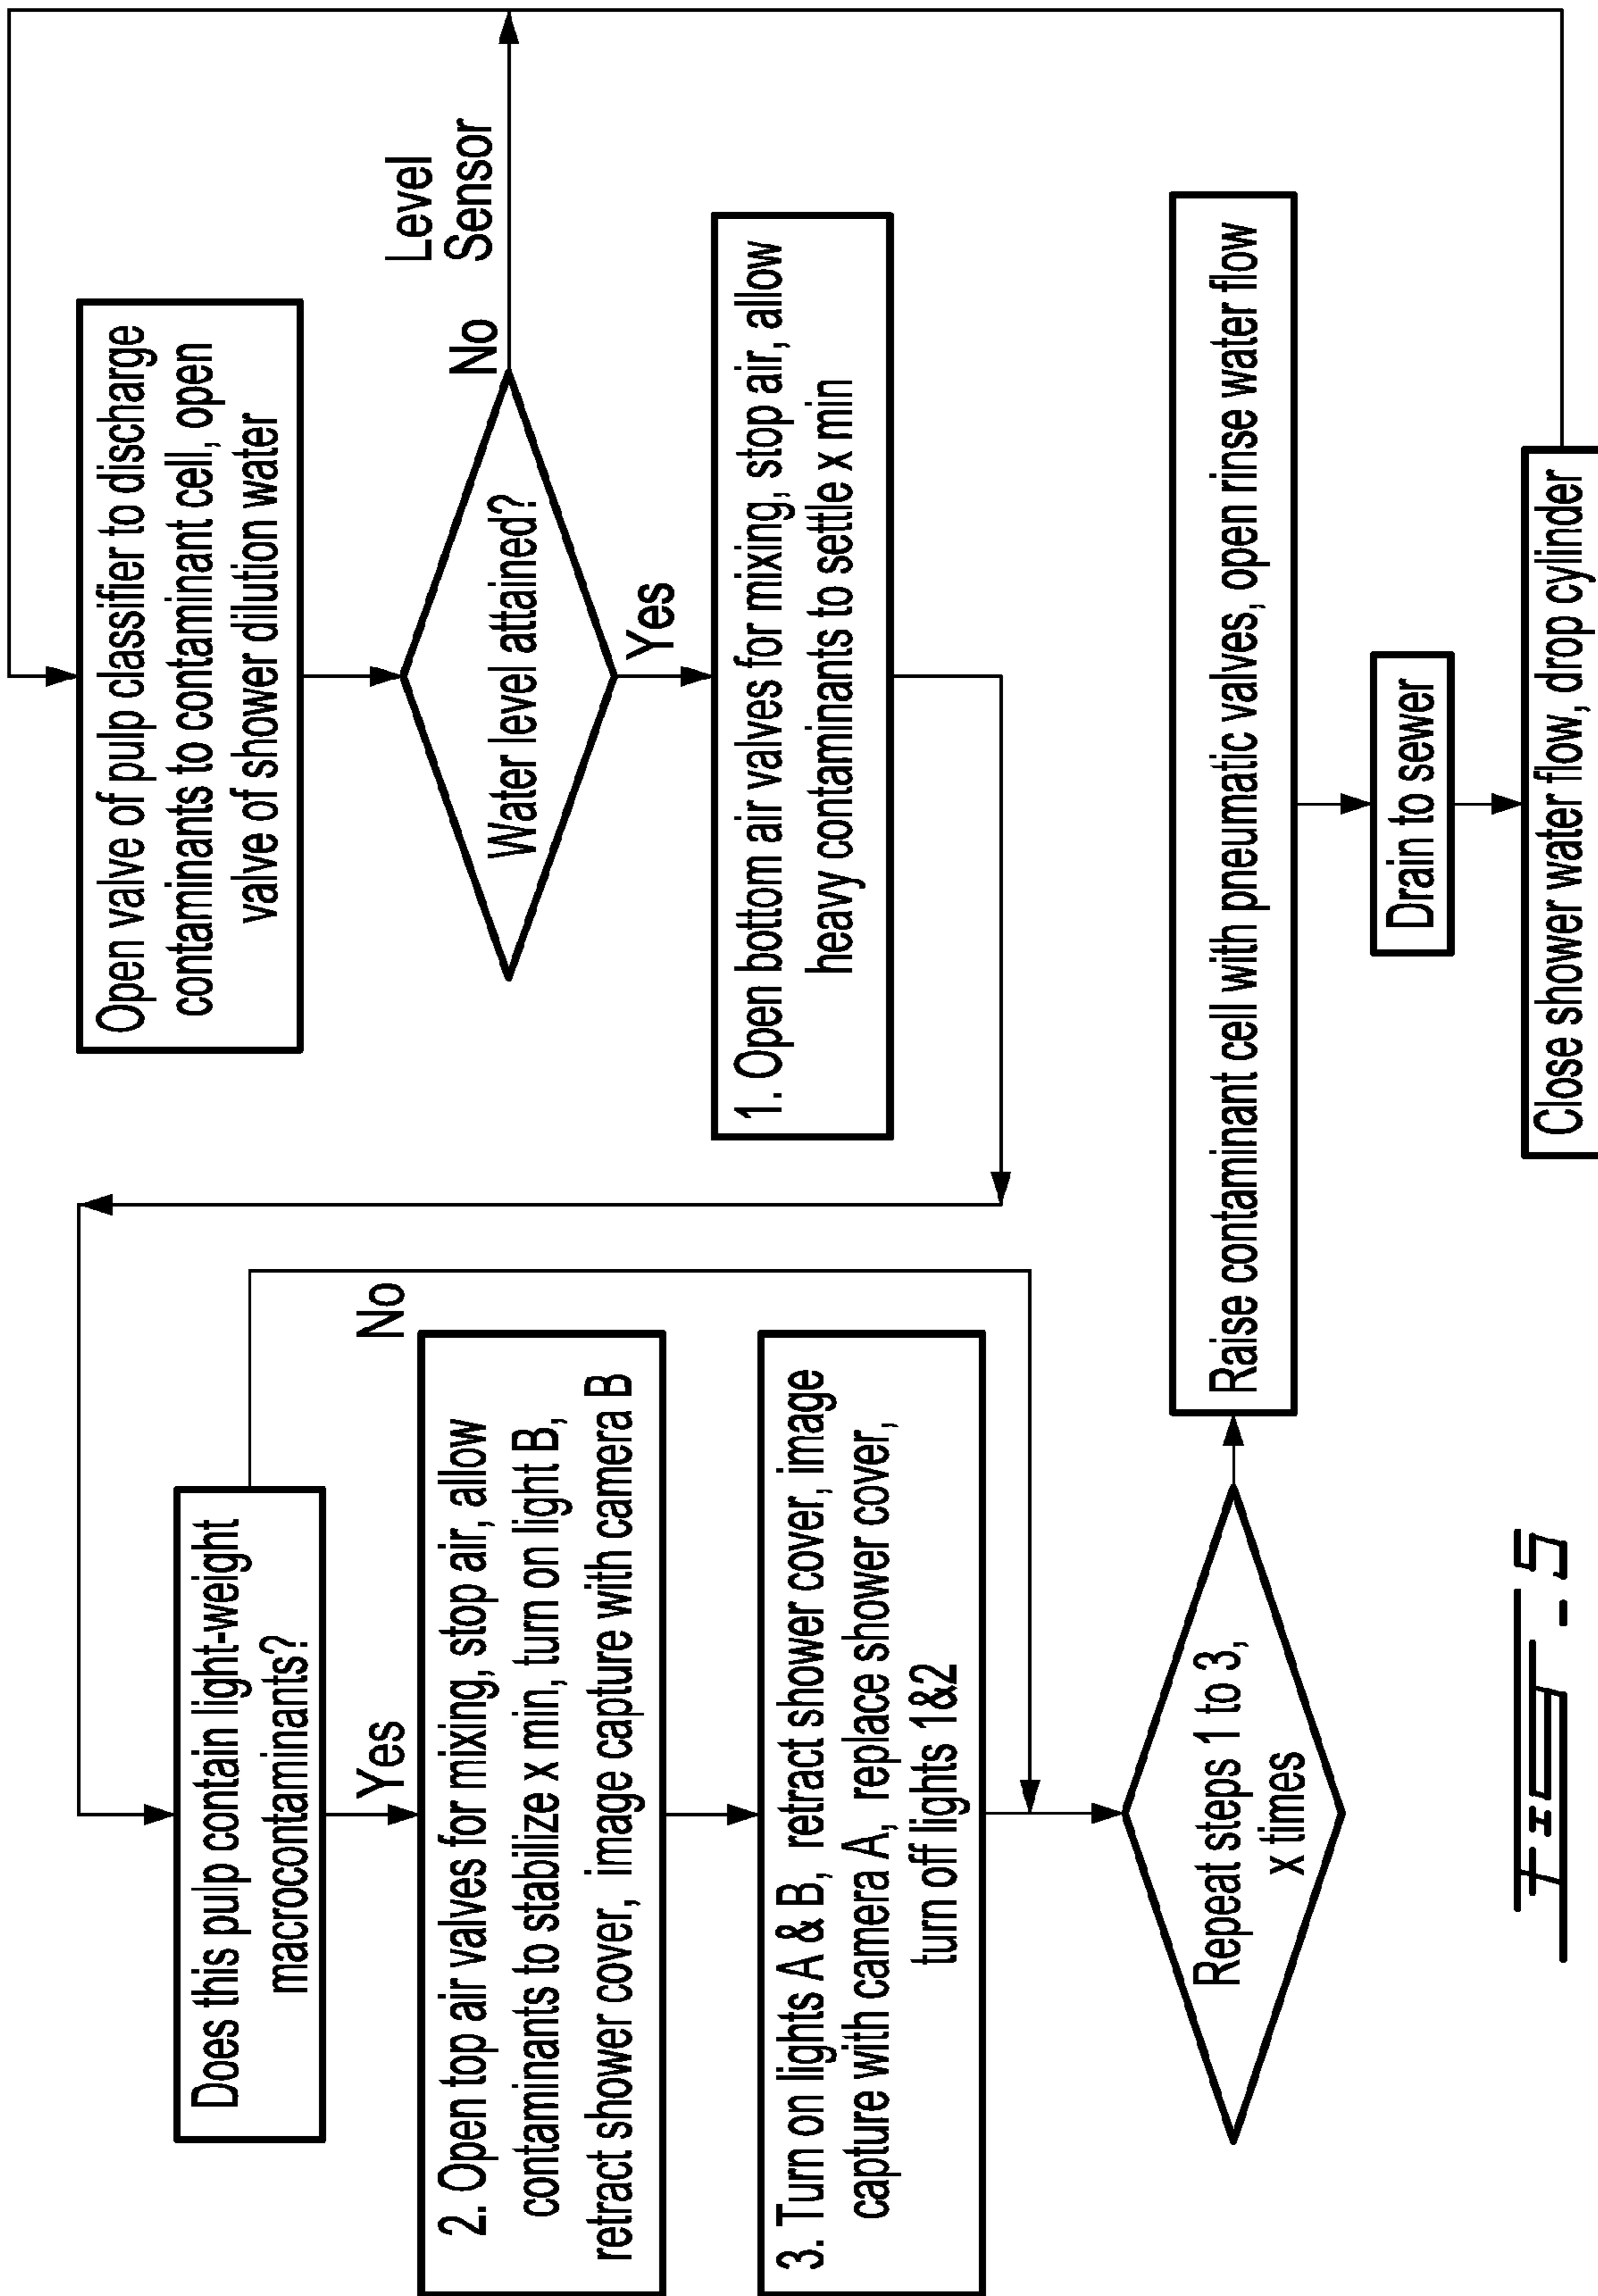 Open valve of pulp classifier to discharge
contaminants to contaminant cell, open
valve of shower dilution water
Water level attained?
No
Level
Sensor
Yes
1. Open bottom air valves for mixing, stop air, allow
heavy contaminants to settle x min
Does this pulp contain light-weight
macrocontaminants?
No
Yes
2. Open top air valves for mixing, stop air, allow
contaminants to stabilize x min, turn on light B,
retract shower cover, image capture with camera B
3. Turn on lights A & B, retract shower cover, image
capture with camera A, replace shower cover,
turn off lights 1&2
Repeat steps 1 to 3,
x times
Raise contaminant cell with pneumatic valves, open rinse water flow
Drain to sewer
Close shower water flow, drop cylinder
Fig - 5